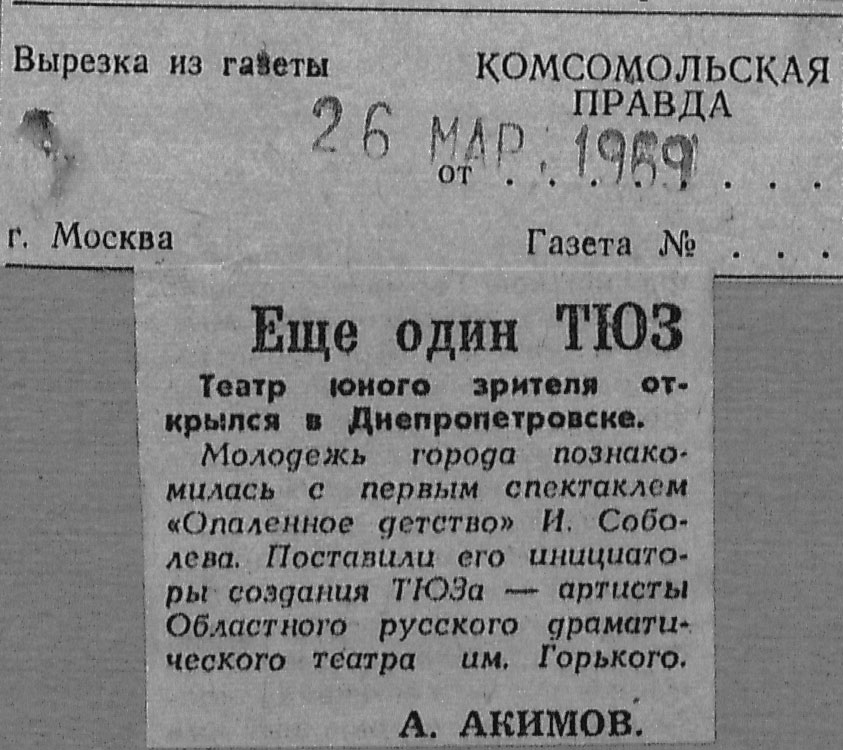 Вырезка из газеты
КОМСОМОЛЬСКАЯ
ПРАВДА
26 МАР. 1969
от . . . . . . . .
г. Москва
Газета № . . . .
Еще один ТЮЗ
Театр юного зрителя от-
крылся в Днепропетровске.
Молодежь города познако-
милась с первым спектаклем
«Опаленное детство» И. Собо-
лева. Поставили его инициато-
ры создания ТЮЗа — артисты
Областного русского драмати-
ческого театра им. Горького.
А. АКИМОВ.